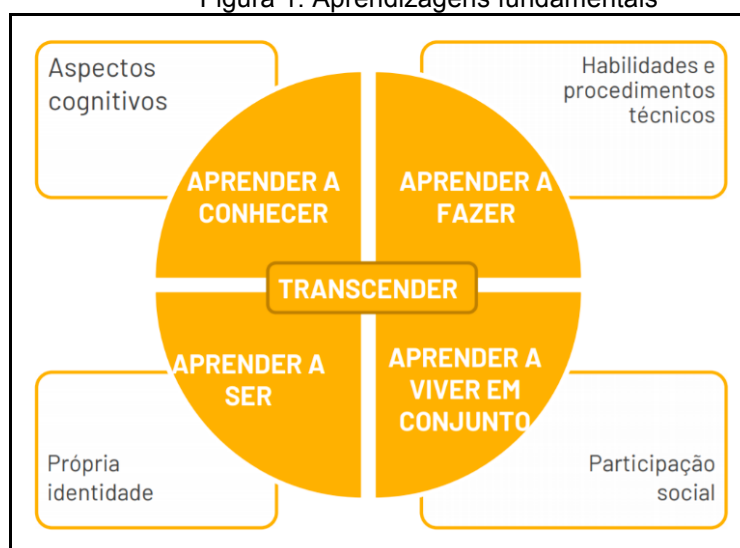 Figura 1: Aprendizagens fundamentais
Aspectos
cognitivos
Habilidades e
procedimentos
técnicos
APRENDER A
CONHECER
APRENDER A
FAZER
TRANSCENDER
APRENDER A
SER
APRENDER A
VIVER EM
CONJUNTO
Própria
identidade
Participação
social